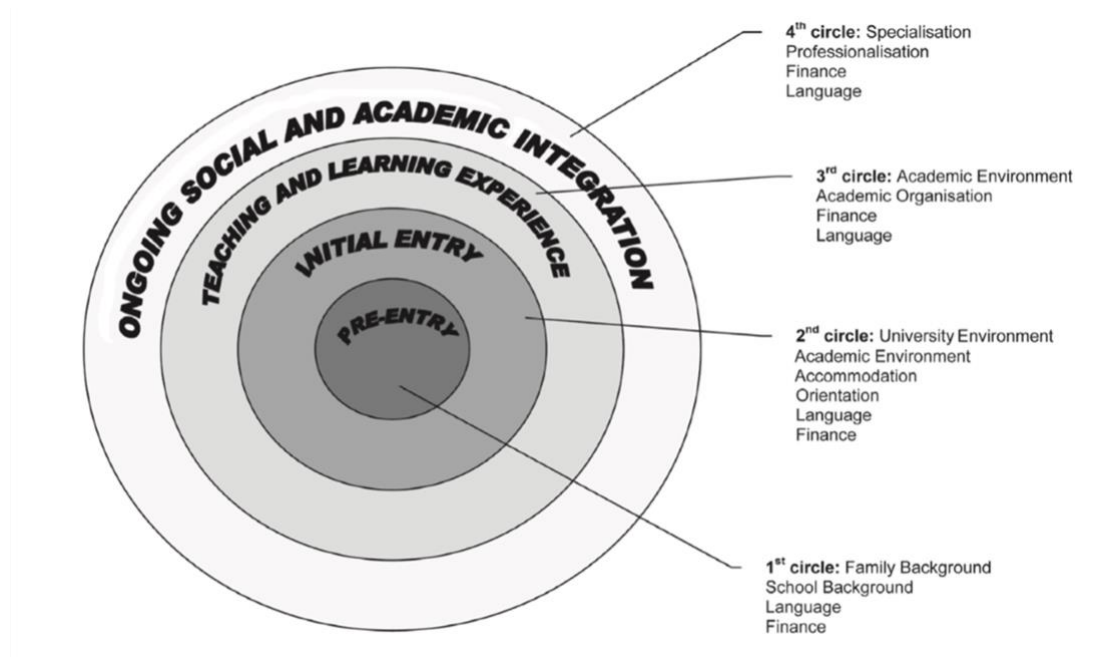 4th circle: Specialisation
Professionalisation
Finance
Language
ONGOING SOCIAL AND ACADEMIC INTEGRATION
TEACHING AND LEARNING EXPERIENCE
INITIAL ENTRY
PRE-ENTRY
3rd circle: Academic Environment
Academic Organisation
Finance
Language
2nd circle: University Environment
Academic Environment
Accommodation
Orientation
Language
Finance
1st circle: Family Background
School Background
Language
Finance